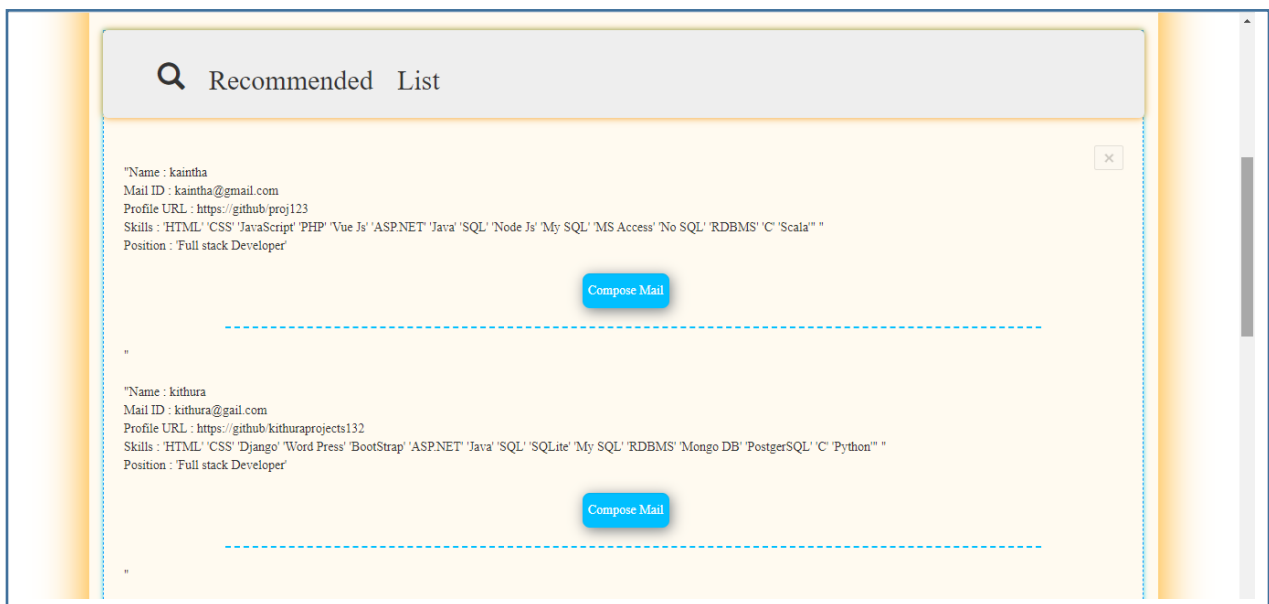 Recommended List
×
"Name : kaintha
Mail ID : kaintha@gmail.com
Profile URL : https://github/proj123
Skills : 'HTML' 'CSS' 'JavaScript' 'PHP' 'Vue Js' 'ASP.NET' 'Java' 'SQL' 'Node Js' 'My SQL' 'MS Access' 'No SQL' 'RDBMS' 'C' 'Scala'" "
Position : 'Full stack Developer'
Compose Mail
"
"Name : kithura
Mail ID : kithura@gail.com
Profile URL : https://github/kithuraprojects132
Skills : 'HTML' 'CSS' 'Django' 'Word Press' 'BootStrap' 'ASP.NET' 'Java' 'SQL' 'SQLite' 'My SQL' 'RDBMS' 'Mongo DB' 'PostgerSQL' 'C' 'Python'" "
Position : 'Full stack Developer'
Compose Mail
"